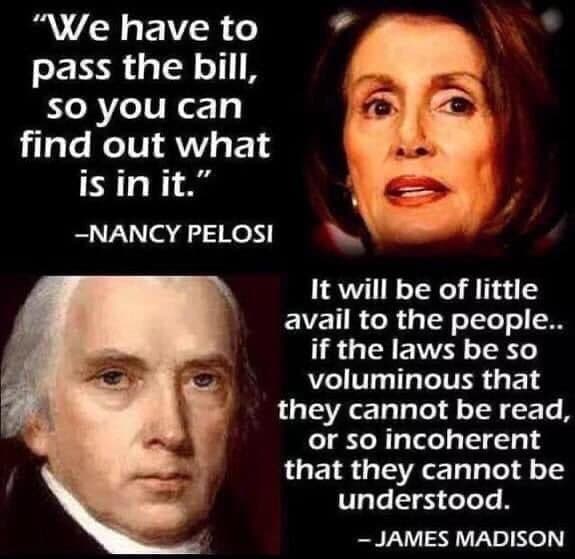 “We have to
pass the bill,
so you can
find out what
is in it.”
–NANCY PELOSI
It will be of little
avail to the people..
if the laws be so
voluminous that
they cannot be read,
or so incoherent
that they cannot be
understood.
– JAMES MADISON